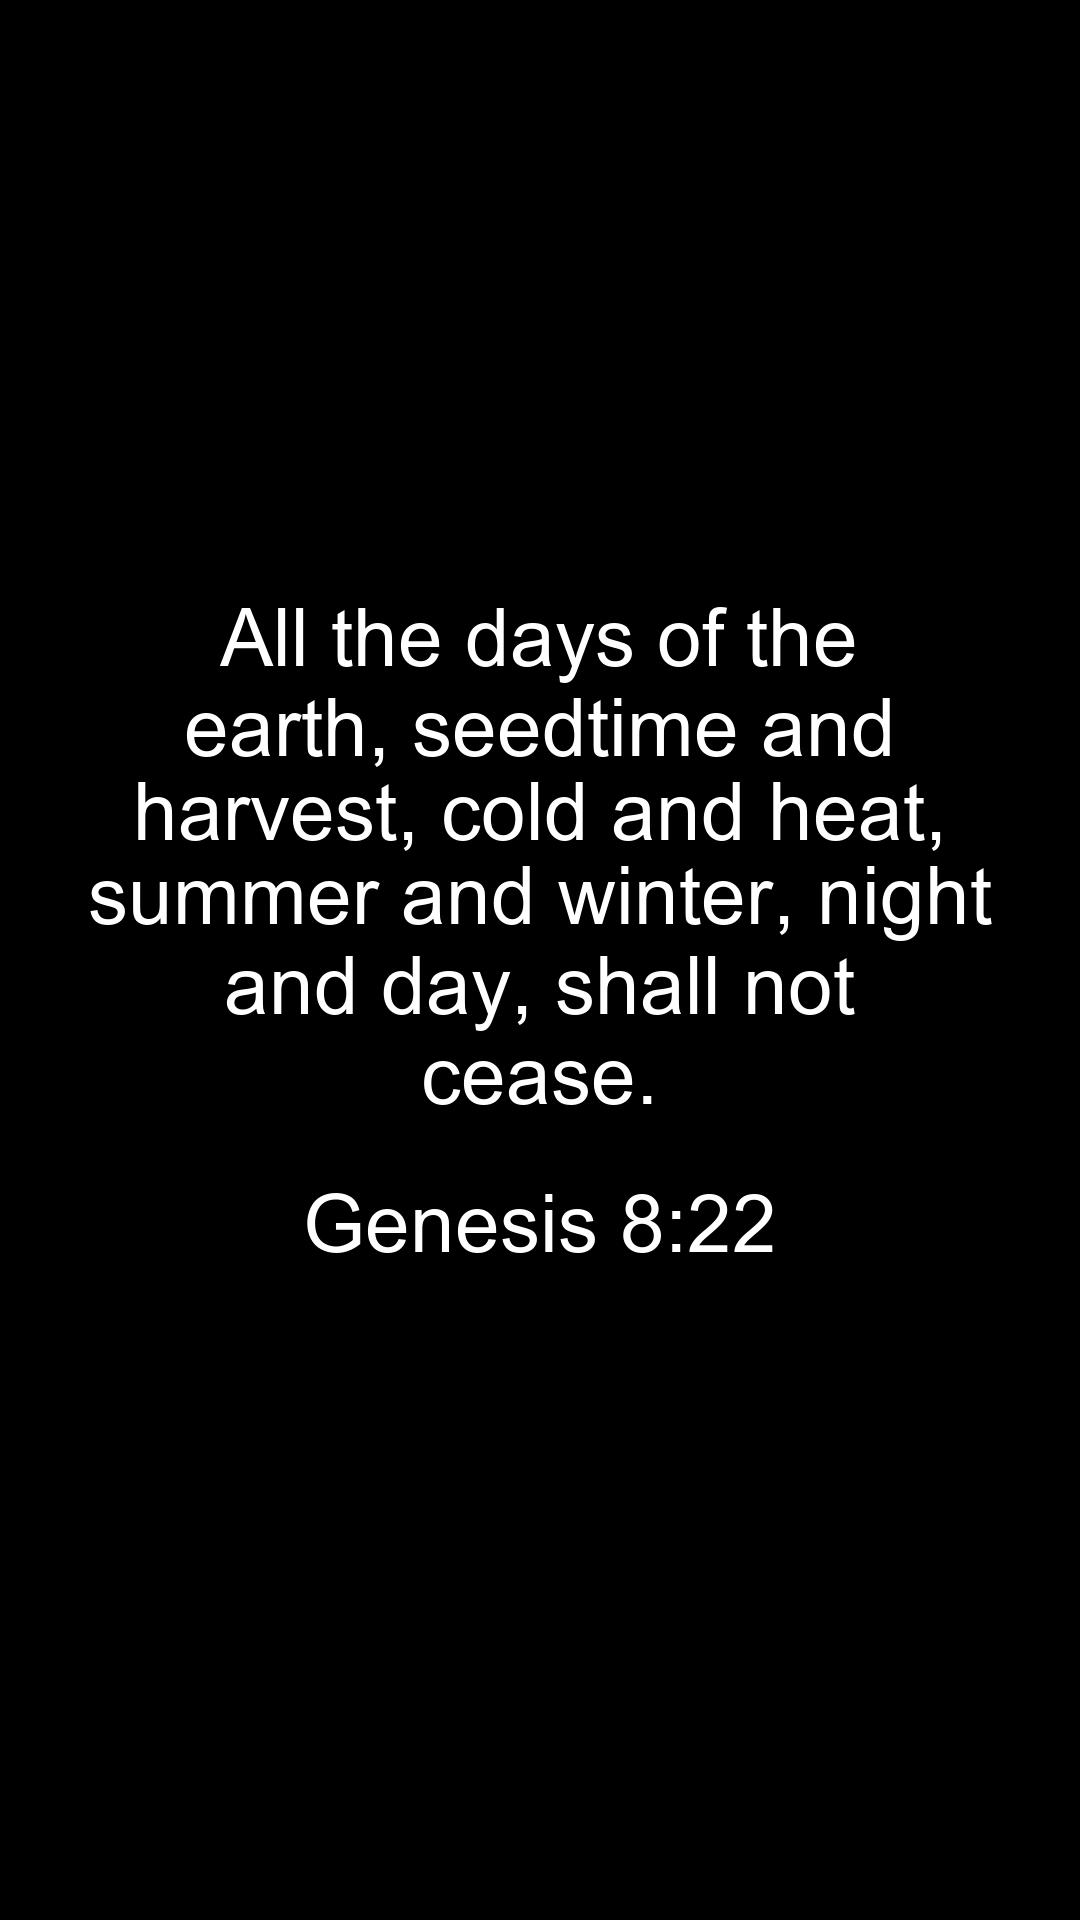 All the days of the
earth, seedtime and
harvest, cold and heat,
summer and winter, night
and day, shall not
cease.
Genesis 8:22